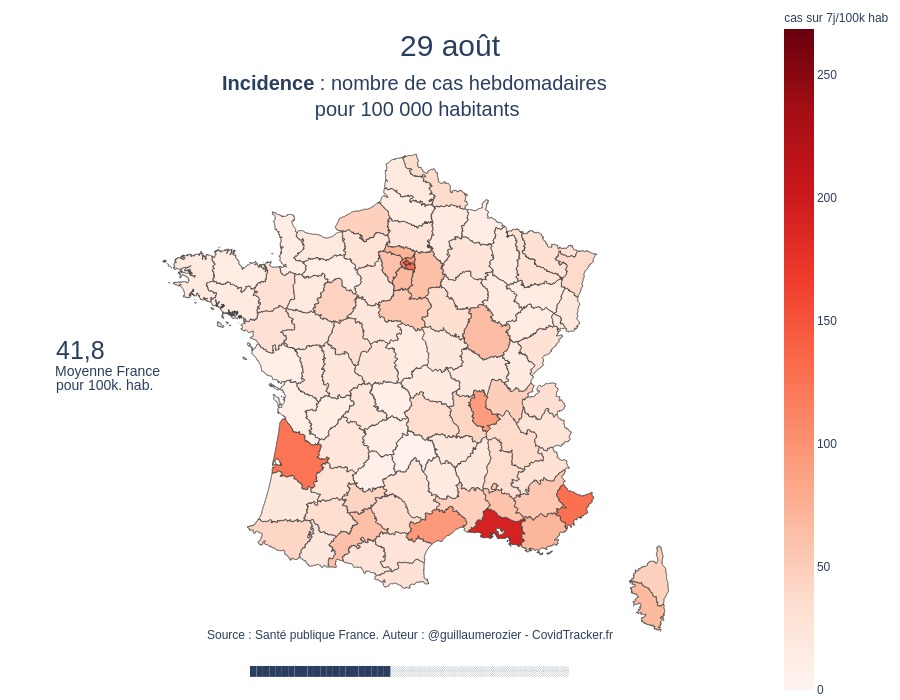 cas sur 7j/100k hab
29 août
Incidence : nombre de cas hebdomadaires
pour 100 000 habitants
250
200
150
100
50
0
41,8
Moyenne France
pour 100k. hab.
Source : Santé publique France. Auteur : @guillaumerozier - CovidTracker.fr